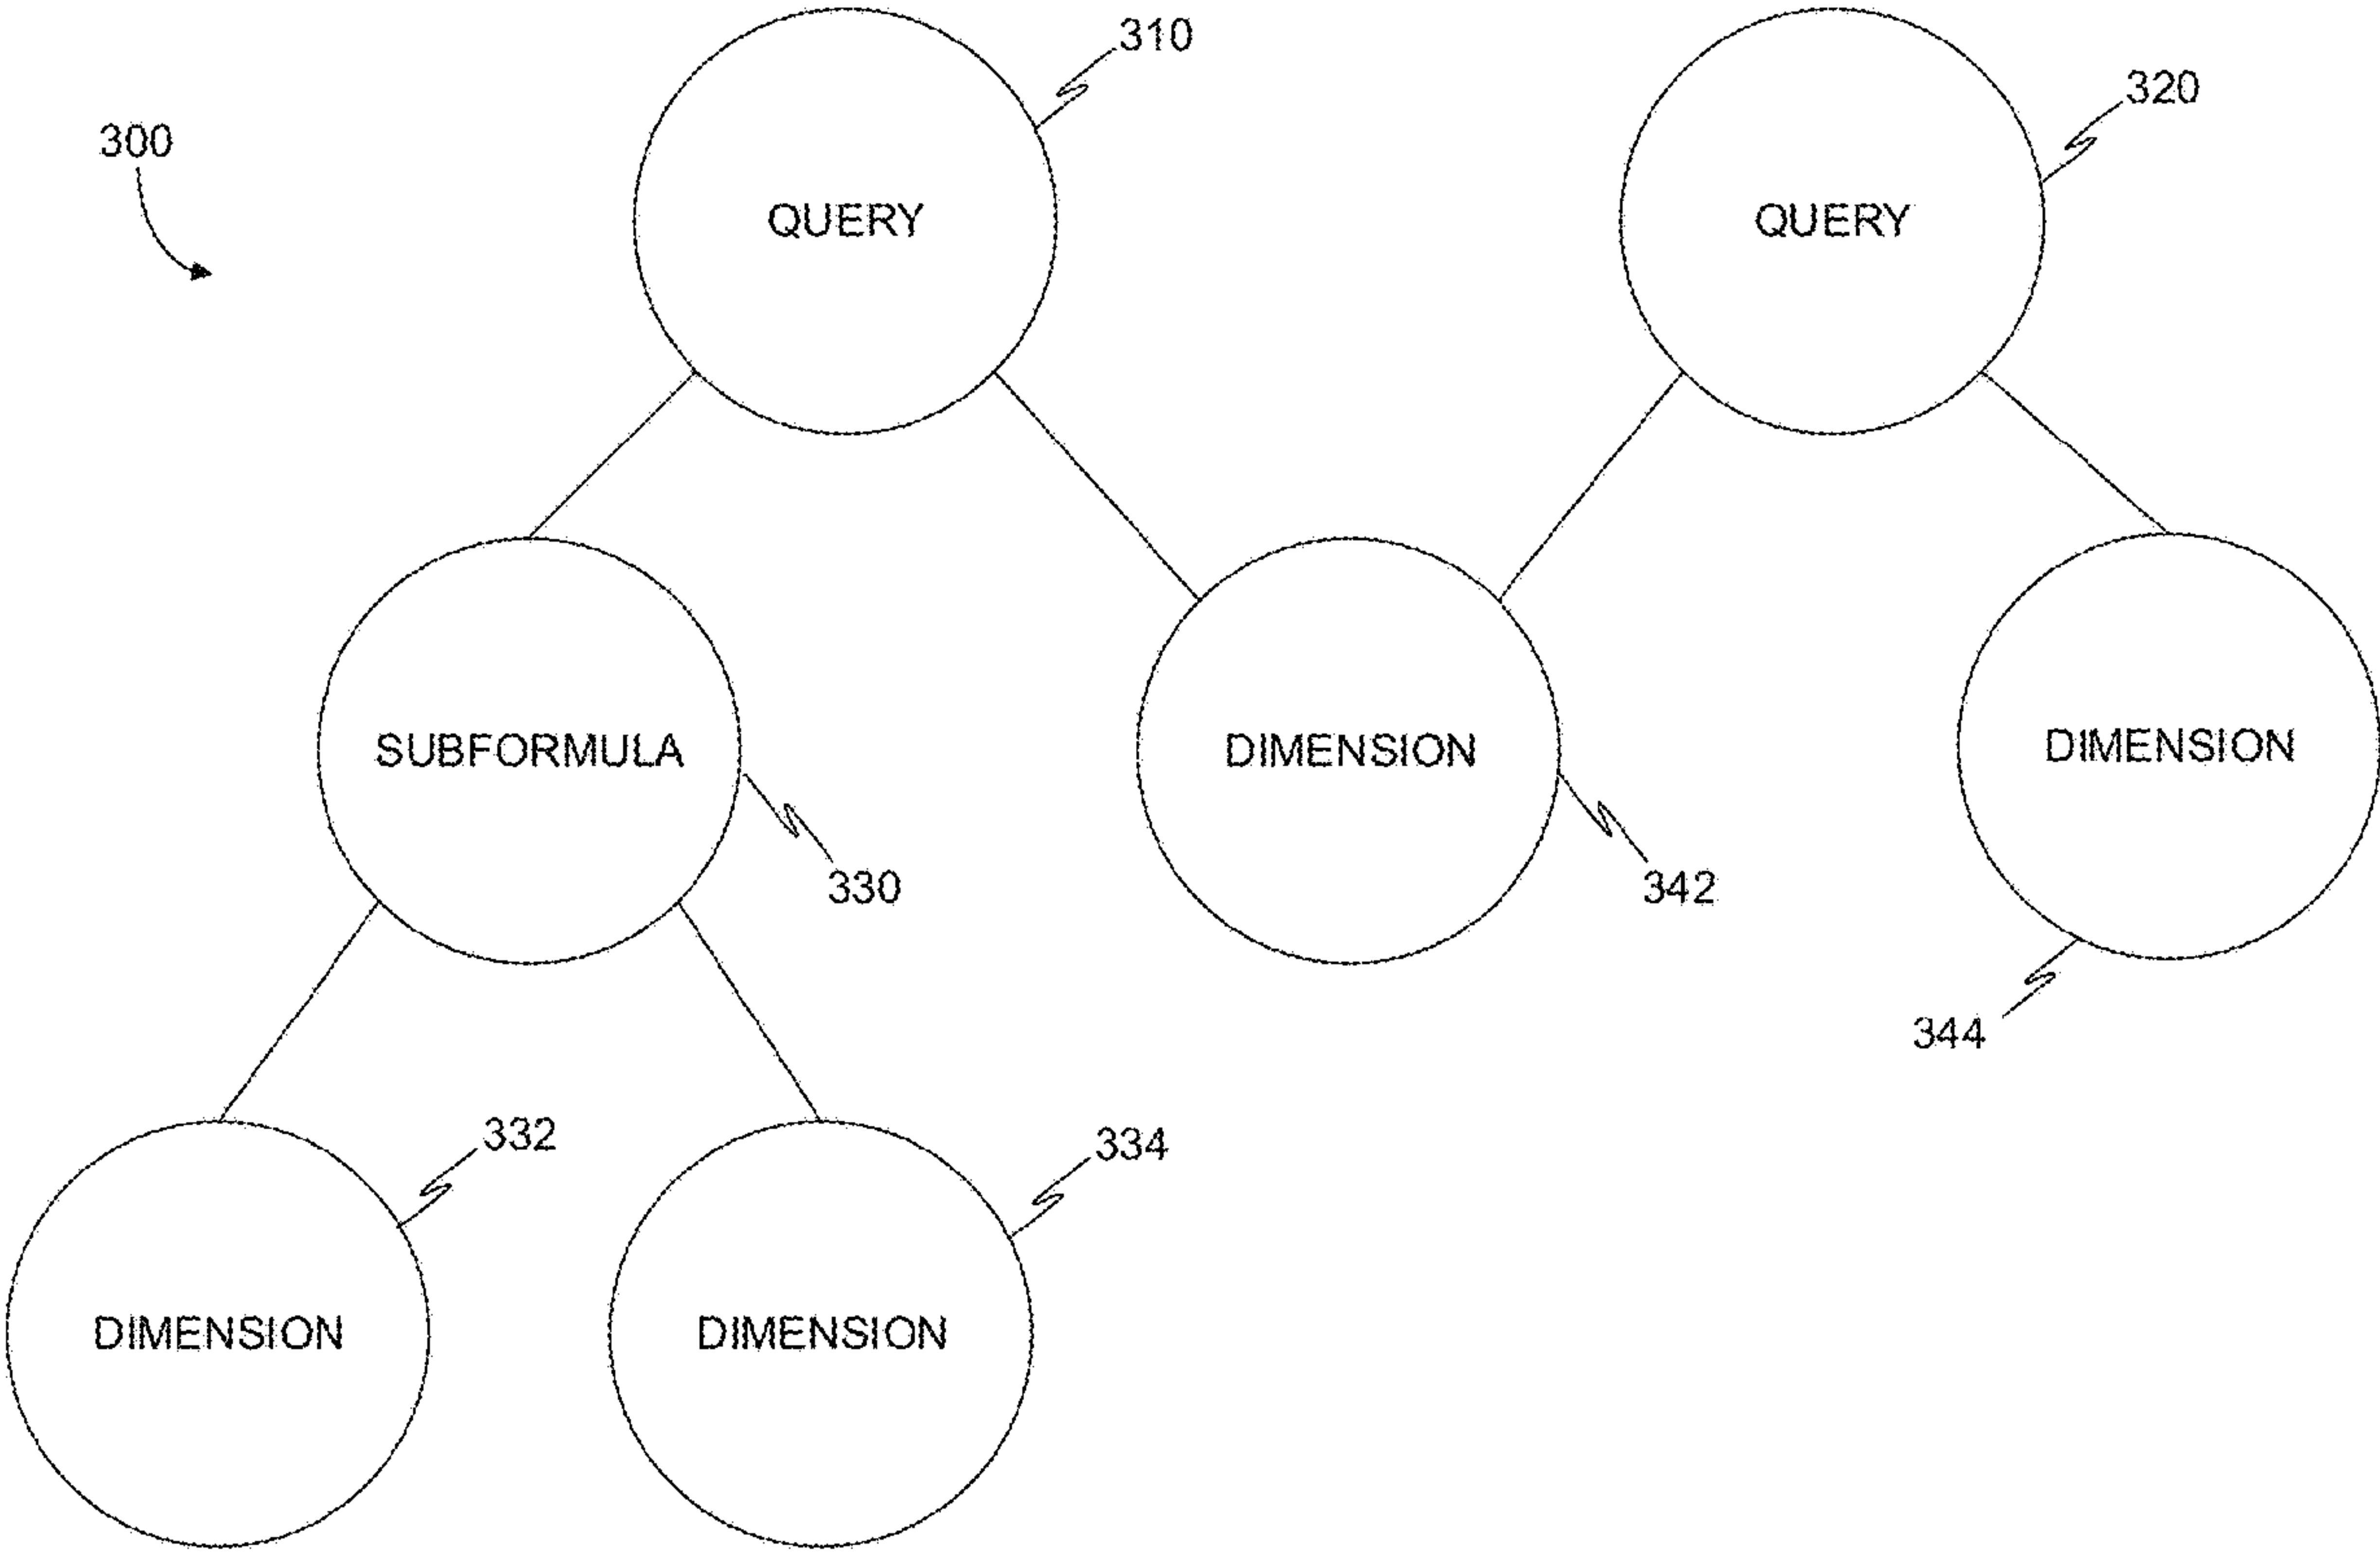 310
320
300
QUERY
QUERY
SUBFORMULA
DIMENSION
DIMENSION
330
342
344
332
334
DIMENSION
DIMENSION